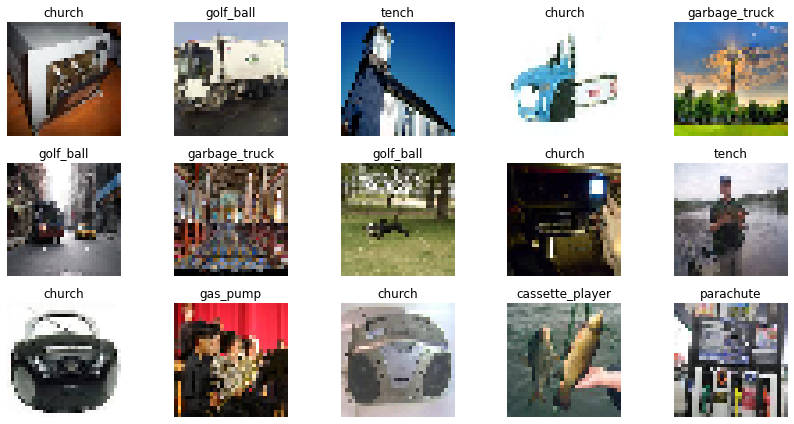 church golf_ball tench church garbage_truck
golf_ball garbage_truck golf_ball church tench
church gas_pump church cassette_player parachute